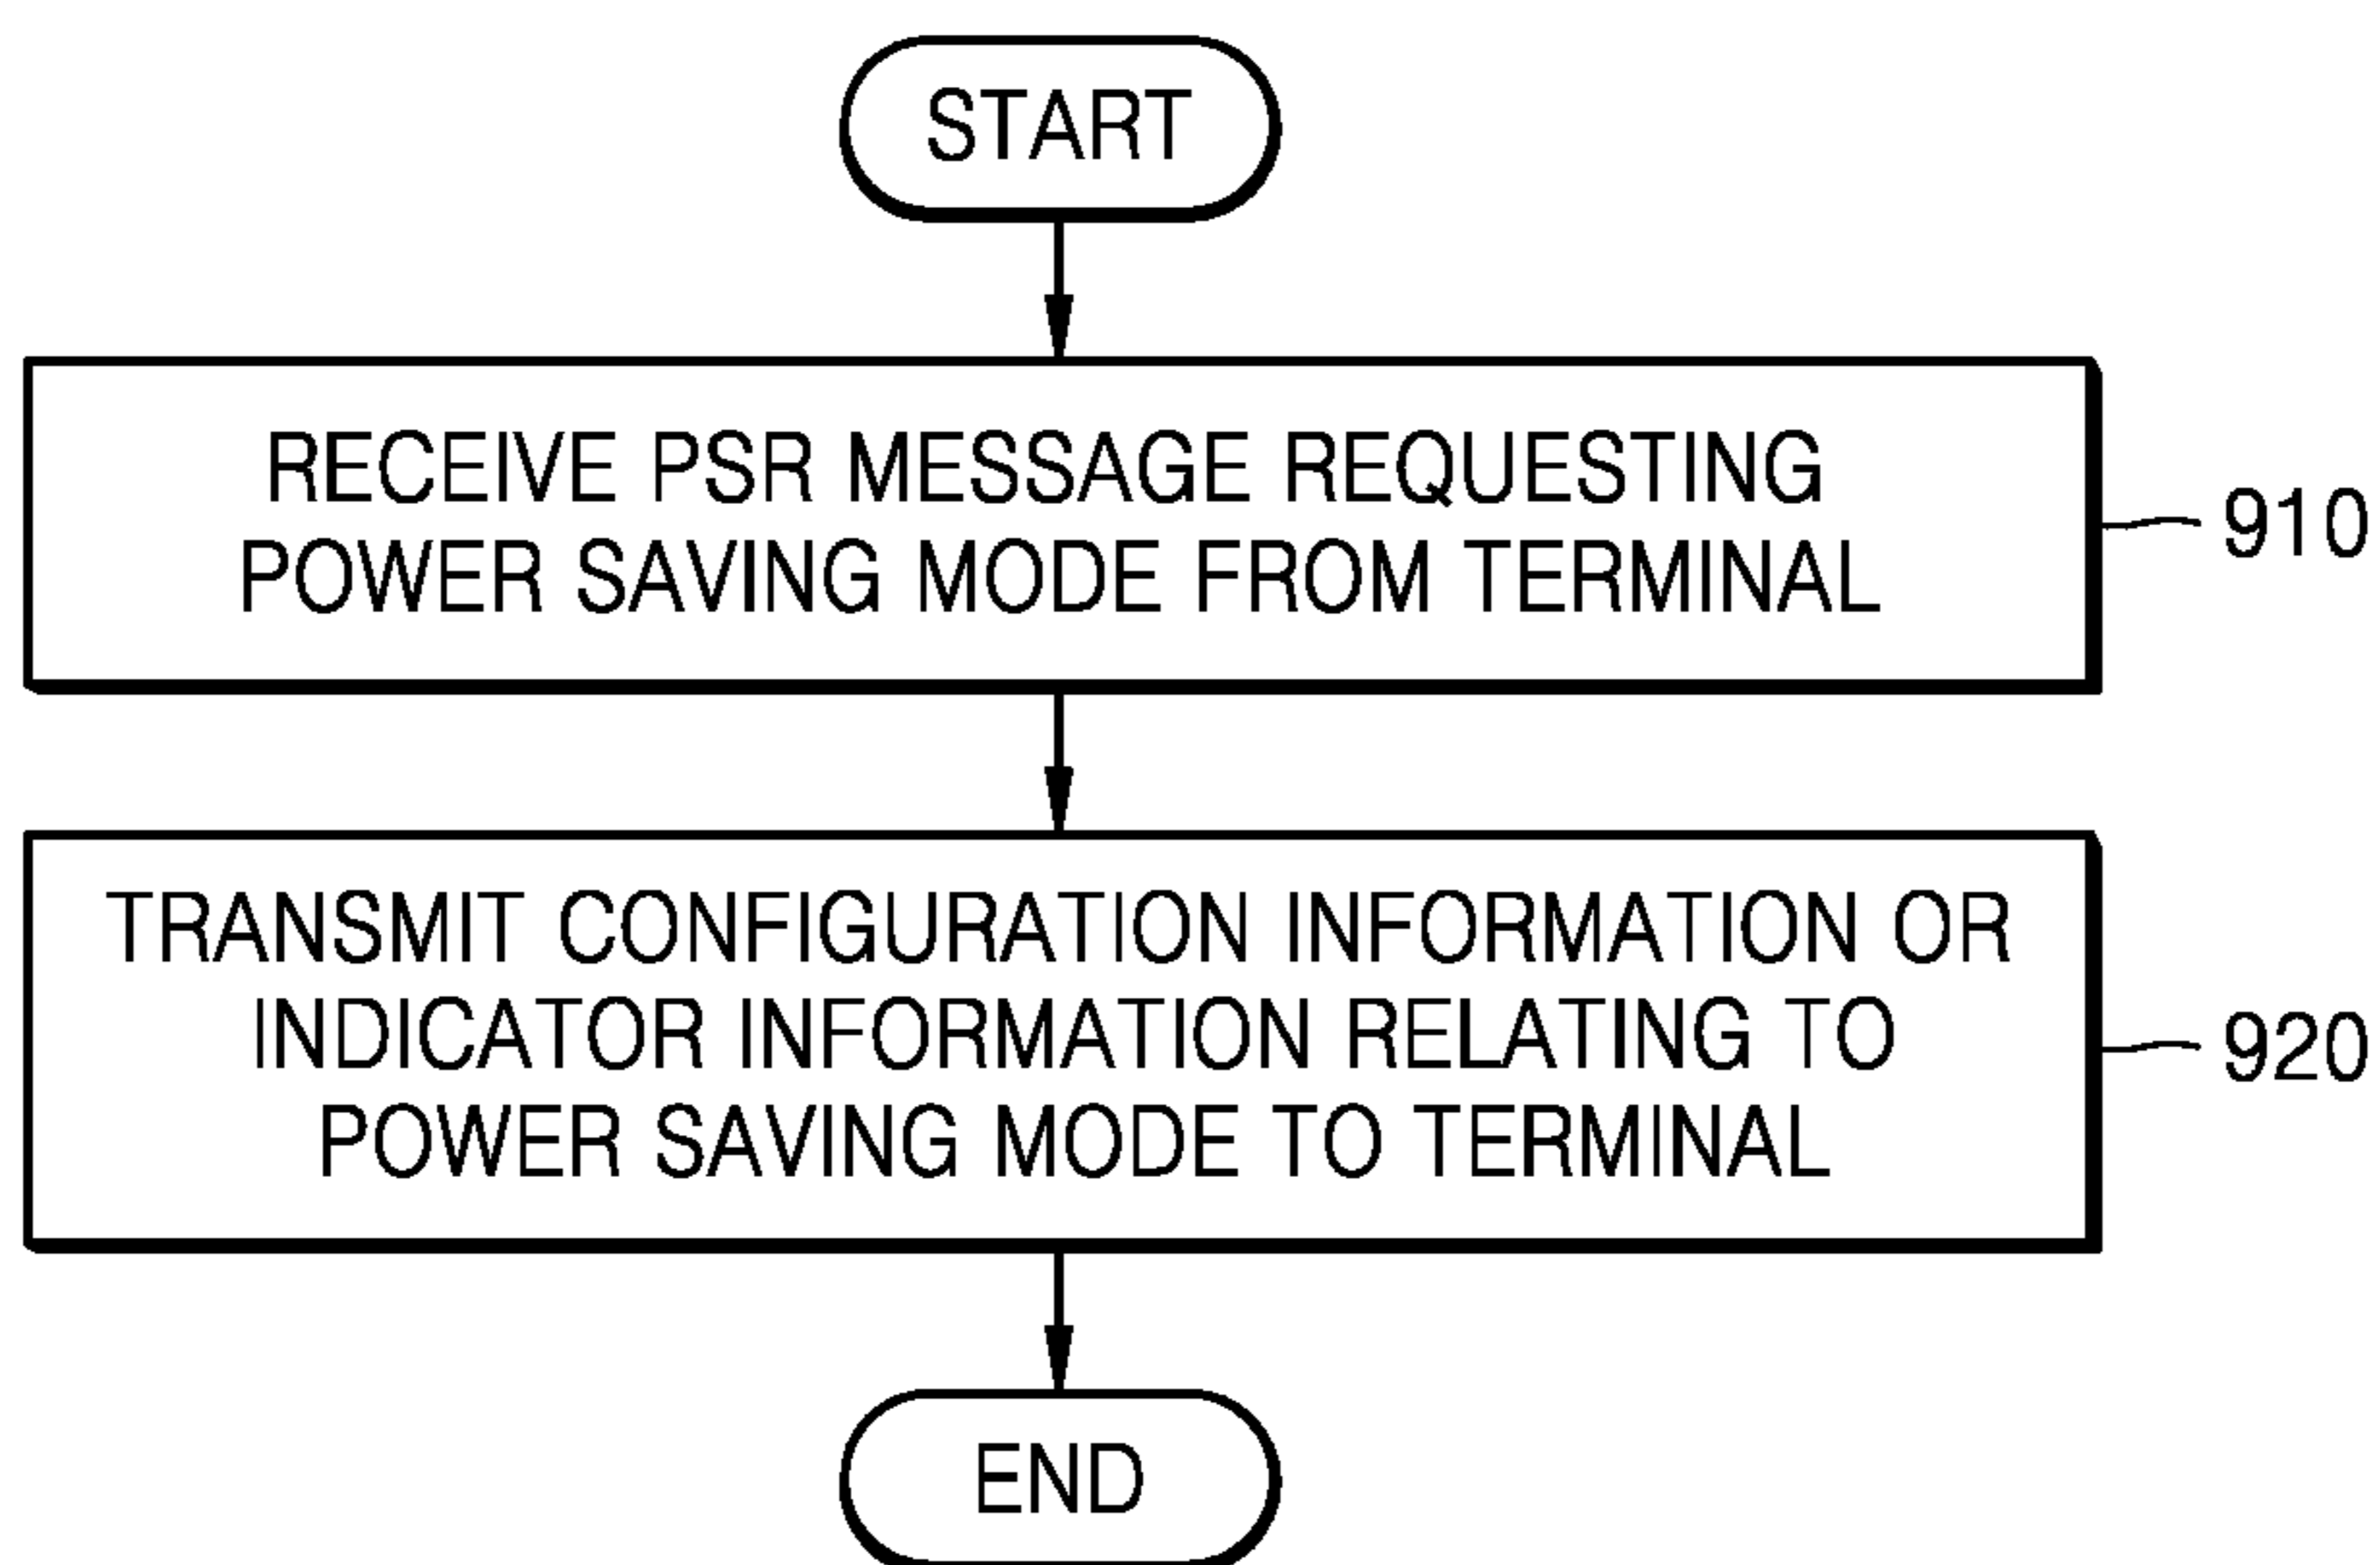 START
RECEIVE PSR MESSAGE REQUESTING
POWER SAVING MODE FROM TERMINAL
910
TRANSMIT CONFIGURATION INFORMATION OR
INDICATOR INFORMATION RELATING TO
POWER SAVING MODE TO TERMINAL
920
END